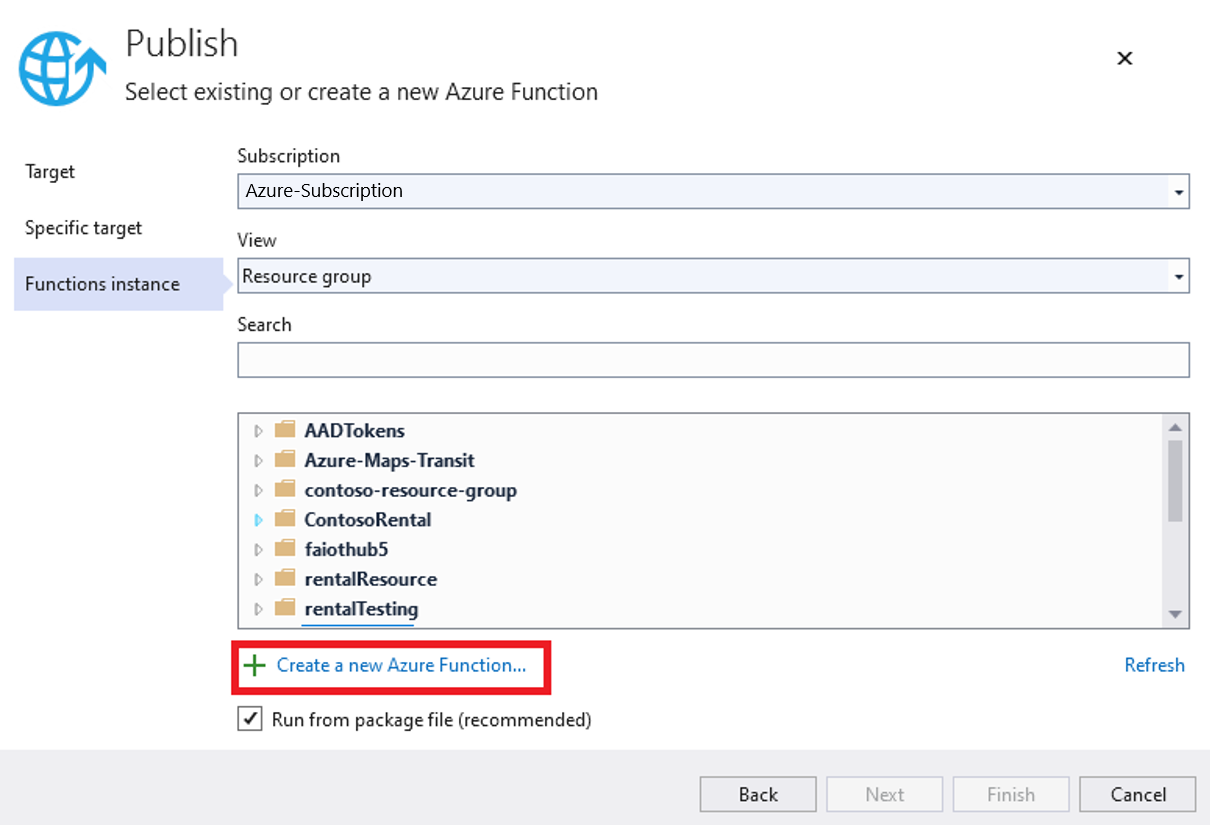 Publish
Select existing or create a new Azure Function
Target
Specific target
Functions instance
Subscription
Azure-Subscription
View
Resource group
Search
AADTokens
Azure-Maps-Transit
contoso-resource-group
ContosoRental
faiothub5
rentalResource
rentalTesting
Create a new Azure Function...
Refresh
Run from package file (recommended)
Back
Next
Finish
Cancel